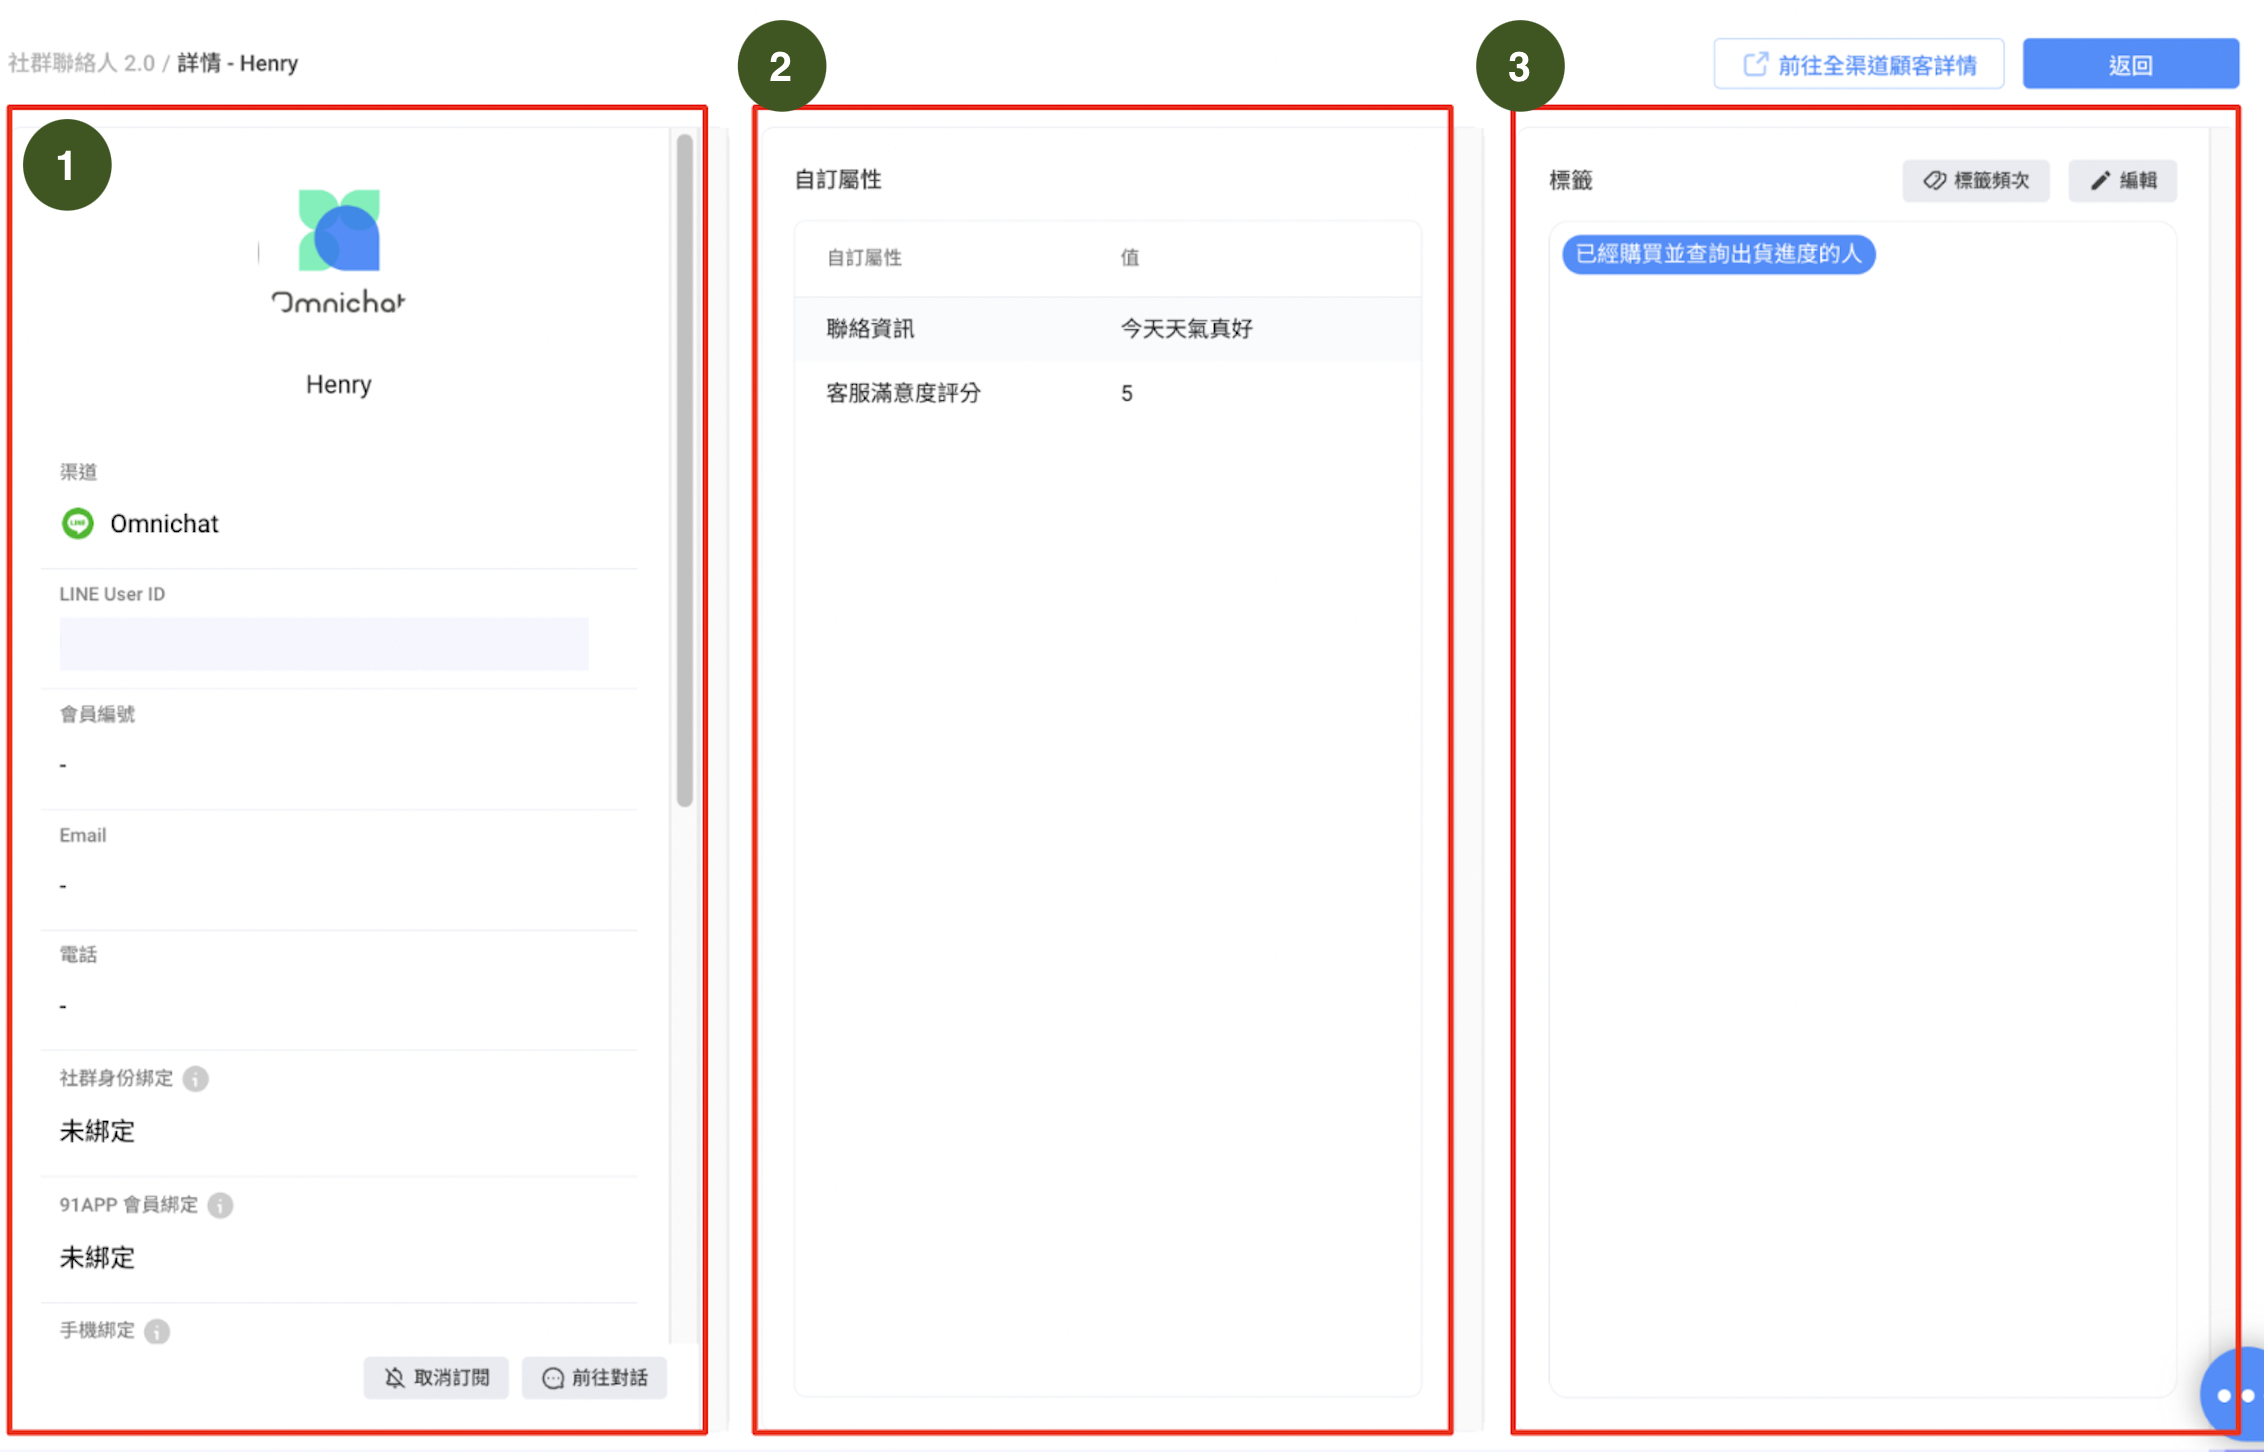 社群聯絡人 2.0 / 詳情 - Henry
2
3
前往全渠道顧客詳情
返回
1
Omnichat
Henry
渠道
LINE
Omnichat
LINE User ID
會員編號
-
Email
-
電話
-
社群身份綁定
未綁定
91APP 會員綁定
未綁定
手機綁定
取消訂閱
前往對話
自訂屬性
自訂屬性 值
聯絡資訊 今天天氣真好
客服滿意度評分 5
標籤
標籤頻次
編輯
已經購買並查詢出貨進度的人